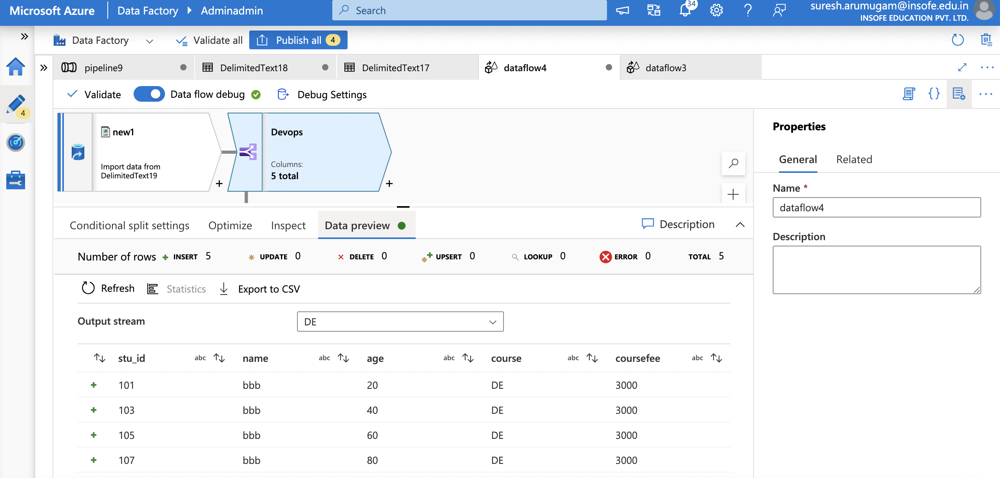 Microsoft Azure
Data Factory
Adminadmin
Search
34
suresh.arumugam@insofe.edu.in
INSOFE EDUCATION PVT. LTD.
Data Factory
Validate all
Publish all 4
4
pipeline9
DelimitedText18
DelimitedText17
dataflow4
dataflow3
Validate
Data flow debug
Debug Settings
{}
CSV new1
Import data from
DelimitedText19
+
Devops
Columns:
5 total
+
Properties
General
Related
Name *
dataflow4
Description
Conditional split settings
Optimize
Inspect
Data preview
Description
Number of rows INSERT 5 UPDATE 0 DELETE 0 UPSERT 0 LOOKUP 0 ERROR 0 TOTAL 5
Refresh
Statistics
Export to CSV
Output stream
DE
stu_id abc name abc age abc course abc coursefee abc
101 bbb 20 DE 3000
103 bbb 40 DE 3000
105 bbb 60 DE 3000
107 bbb 80 DE 3000